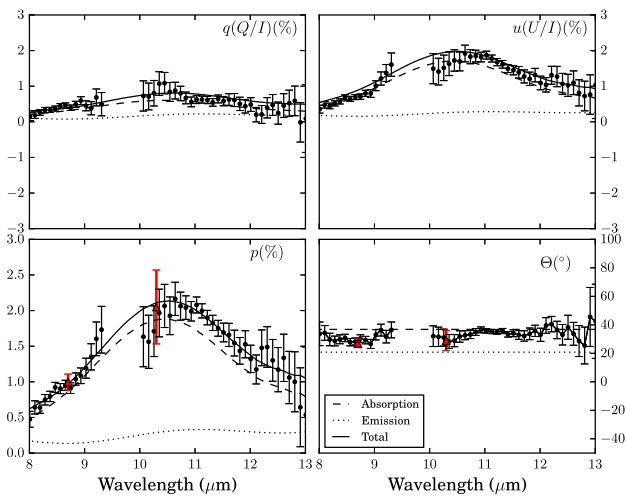 q(Q/I)(%)
3
2
1
0
−1
−2
−3
u(U/I)(%)
3
2
1
0
−1
−2
−3
p(%)
3.0
2.5
2.0
1.5
1.0
0.5
0.0
8 9 10 11 12 13
Wavelength (μm)
Θ(°)
100
80
60
40
20
0
−20
−40
Absorption
Emission
Total
8 9 10 11 12 13
Wavelength (μm)